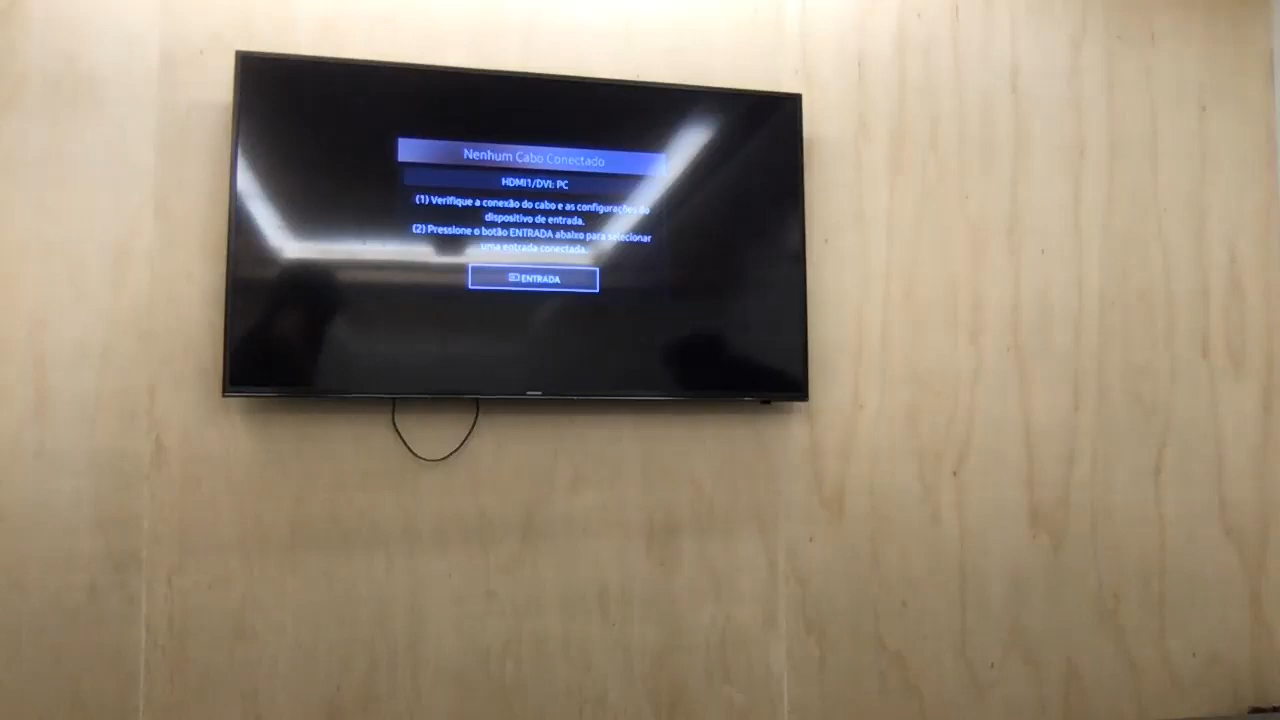 Nenhum Cabo Conectado
HDMI1/DVI: PC
(1) Verifique a conexão do cabo e as configurações do
dispositivo de entrada.
(2) Pressione o botão ENTRADA abaixo para selecionar
uma entrada conectada.
ENTRADA